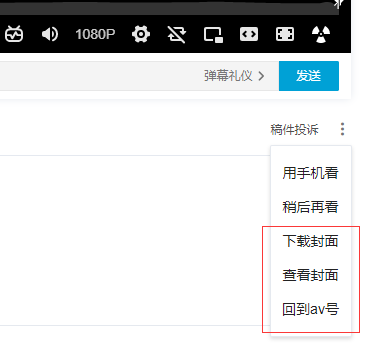 1080P
弹幕礼仪
发送
稿件投诉
用手机看
稍后再看
下载封面
查看封面
回到av号